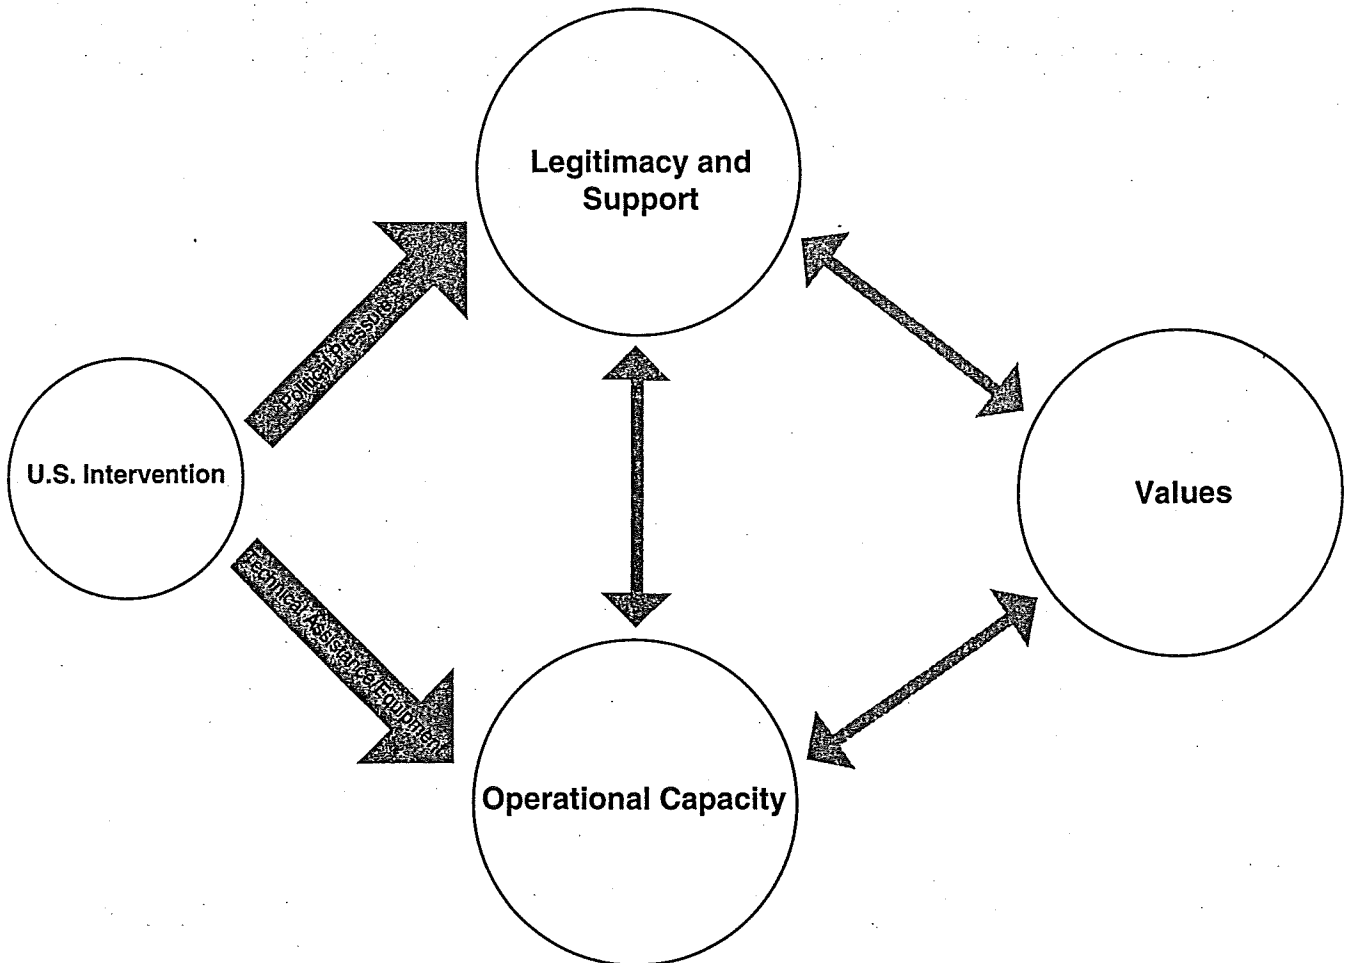 Legitimacy and
Support
Political Pressure
U.S. Intervention
Values
Technical Assistance/Equipment
Operational Capacity